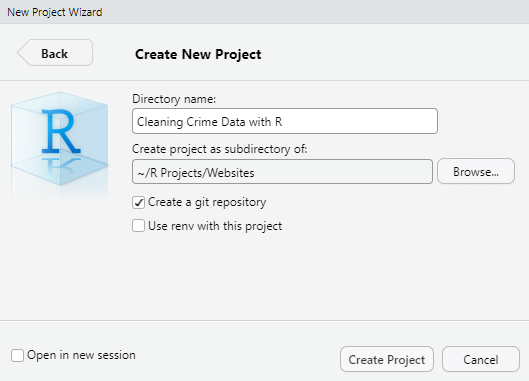 New Project Wizard
Back
Create New Project
R
Directory name:
Cleaning Crime Data with R
Create project as subdirectory of:
~/R Projects/Websites
Browse...
Create a git repository
Use renv with this project
Open in new session
Create Project
Cancel